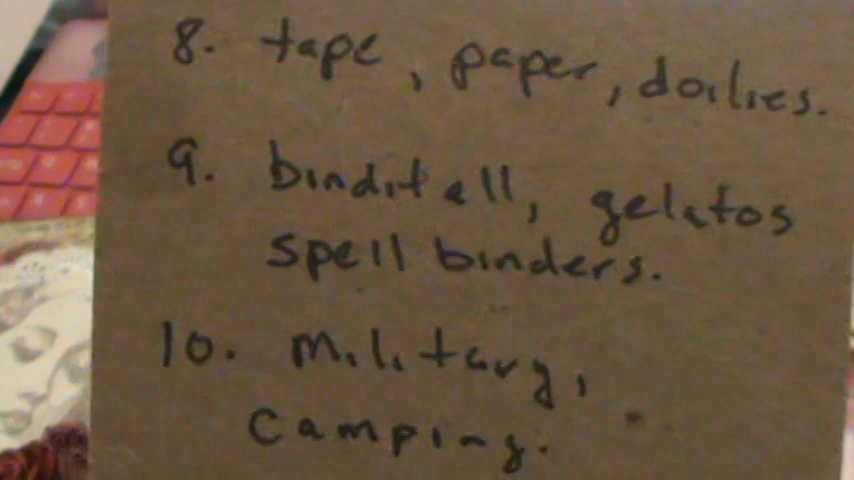 8. tape, paper, doilies.
9. bindit all, gelatos
spell binders.
10. military,
camping.